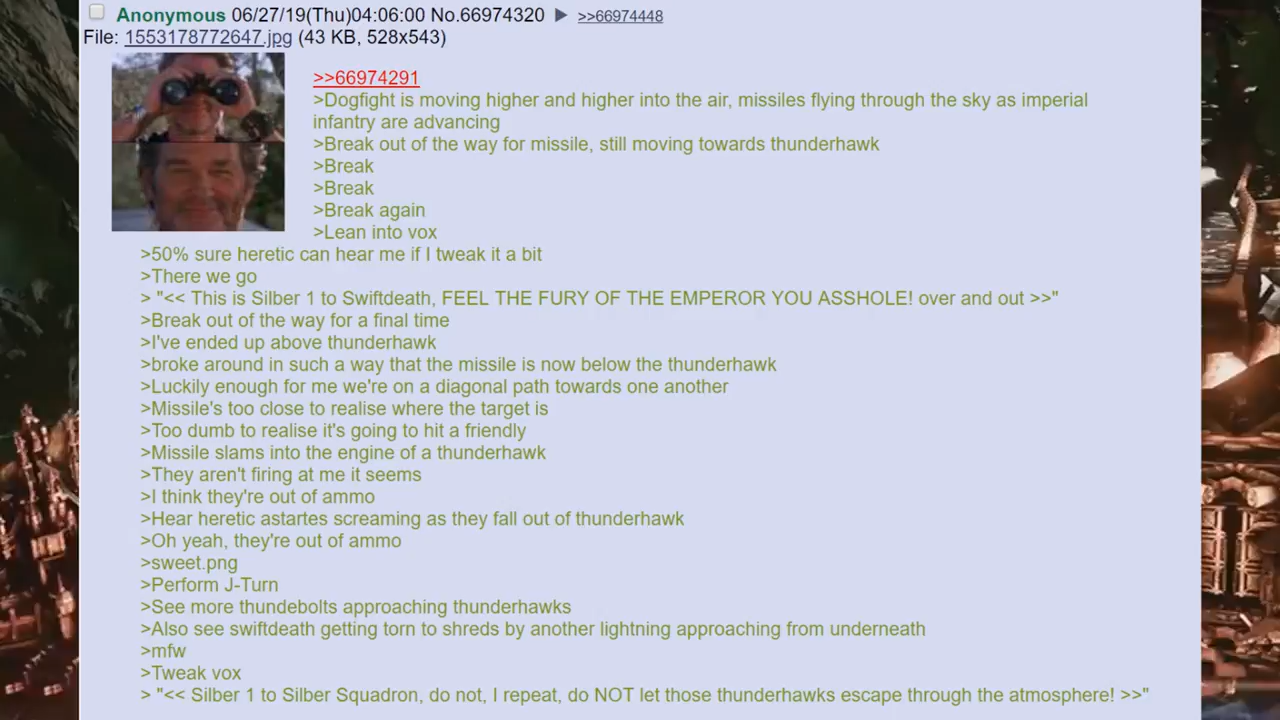 Anonymous 06/27/19(Thu)04:06:00 No.66974320 ▶ >>66974448
File: 1553178772647.jpg (43 KB, 528x543)
>>66974291
>Dogfight is moving higher and higher into the air, missiles flying through the sky as imperial
infantry are advancing
>Break out of the way for missile, still moving towards thunderhawk
>Break
>Break
>Break again
>Lean into vox
>50% sure heretic can hear me if I tweak it a bit
>There we go
> "<< This is Silber 1 to Swiftdeath, FEEL THE FURY OF THE EMPEROR YOU ASSHOLE! over and out >>"
>Break out of the way for a final time
>I've ended up above thunderhawk
>broke around in such a way that the missile is now below the thunderhawk
>Luckily enough for me we're on a diagonal path towards one another
>Missile's too close to realise where the target is
>Too dumb to realise it's going to hit a friendly
>Missile slams into the engine of a thunderhawk
>They aren't firing at me it seems
>I think they're out of ammo
>Hear heretic astartes screaming as they fall out of thunderhawk
>Oh yeah, they're out of ammo
>sweet.png
>Perform J-Turn
>See more thundebolts approaching thunderhawks
>Also see swiftdeath getting torn to shreds by another lightning approaching from underneath
>mfw
>Tweak vox
> "<< Silber 1 to Silber Squadron, do not, I repeat, do NOT let those thunderhawks escape through the atmosphere! >>"